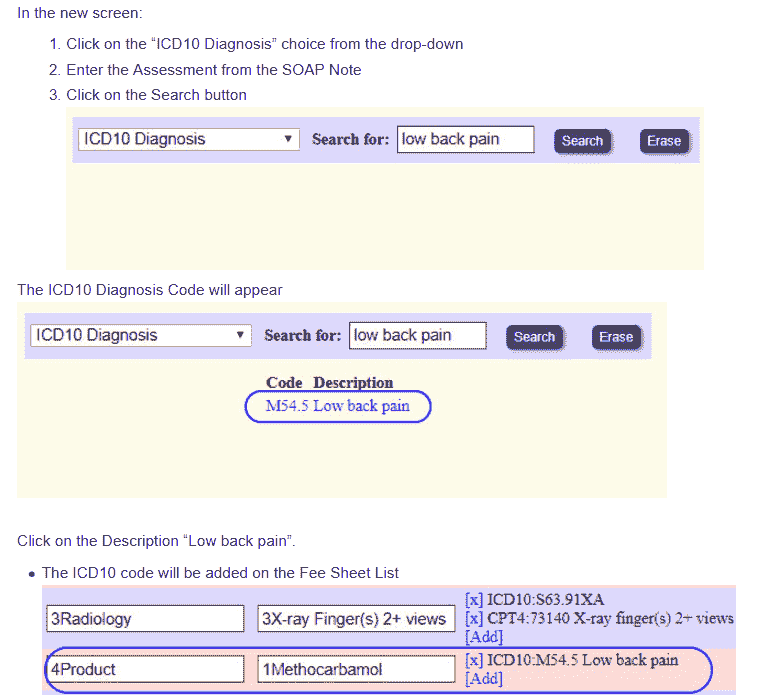 In the new screen:
1. Click on the “ICD10 Diagnosis” choice from the drop-down
2. Enter the Assessment from the SOAP Note
3. Click on the Search button
ICD10 Diagnosis Search for: low back pain Search Erase
The ICD10 Diagnosis Code will appear
ICD10 Diagnosis Search for: low back pain Search Erase
Code Description
M54.5 Low back pain
Click on the Description “Low back pain”.
• The ICD10 code will be added on the Fee Sheet List
[x] ICD10:S63.91XA
3Radiology 3X-ray Finger(s) 2+ views [x] CPT4:73140 X-ray finger(s) 2+ views
[Add]
4Product 1Methocarbamol [x] ICD10:M54.5 Low back pain
[Add]